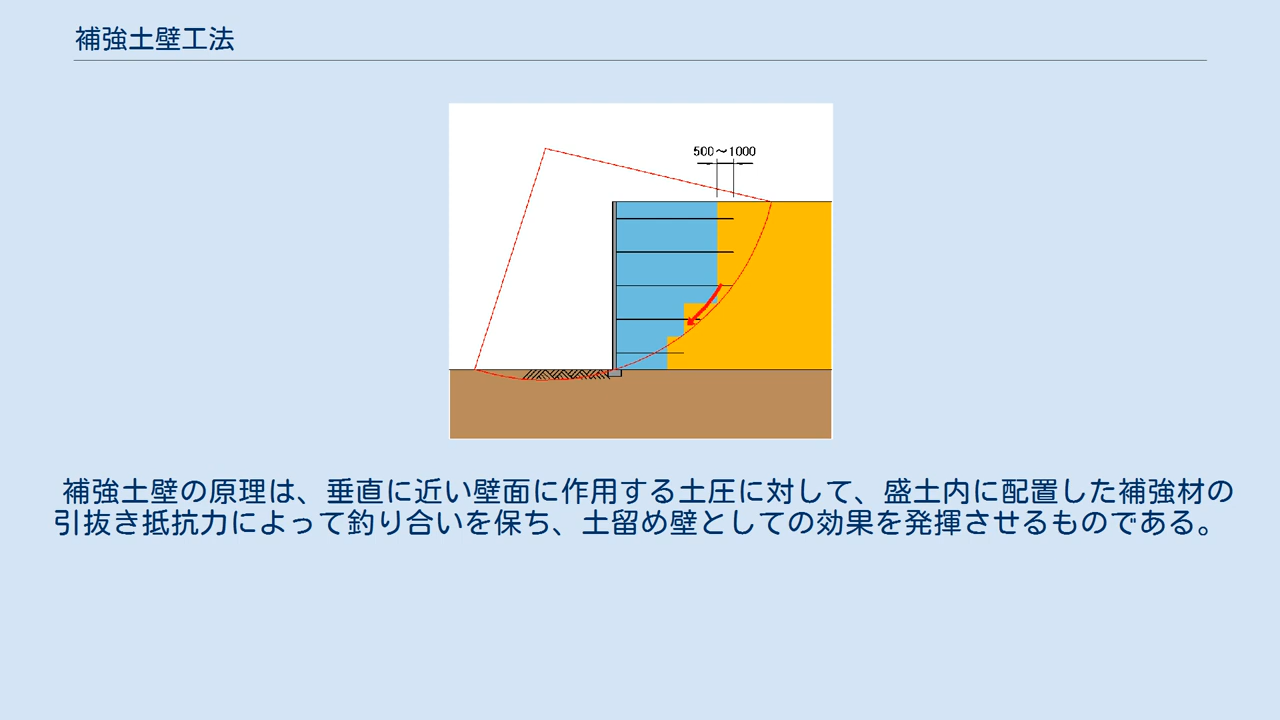 補強土壁工法
500～1000
補強土壁の原理は、垂直に近い壁面に作用する土圧に対して、盛土内に配置した補強材の
引抜き抵抗力によって釣り合いを保ち、土留め壁としての効果を発揮させるものである。